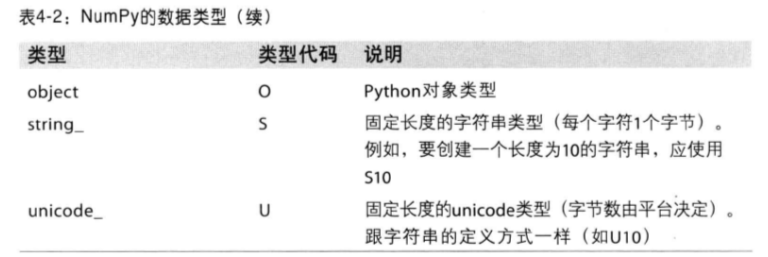 表4-2：NumPy的数据类型（续）
类型 类型代码 说明
object O Python对象类型
string_ S 固定长度的字符串类型（每个字符1个字节）。
例如，要创建一个长度为10的字符串，应使用
S10
unicode_ U 固定长度的unicode类型（字节数由平台决定）。
跟字符串的定义方式一样（如U10）